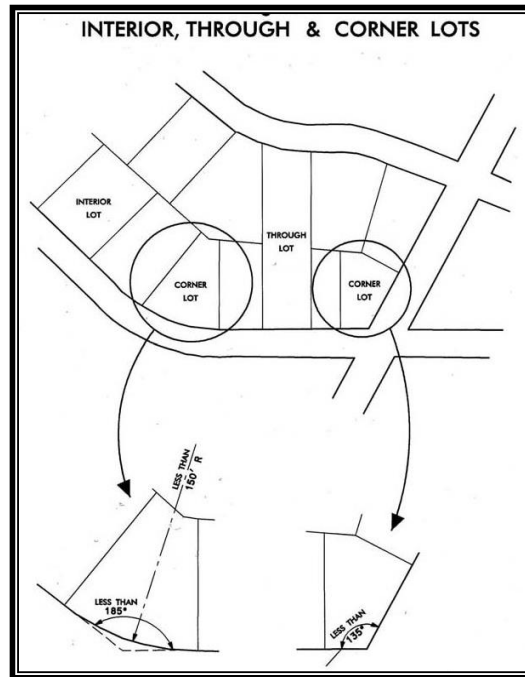 INTERIOR, THROUGH & CORNER LOTS
INTERIOR
LOT
THROUGH
LOT
CORNER
LOT
CORNER
LOT
LESS THAN
150' R
LESS THAN
185°
LESS THAN
135°